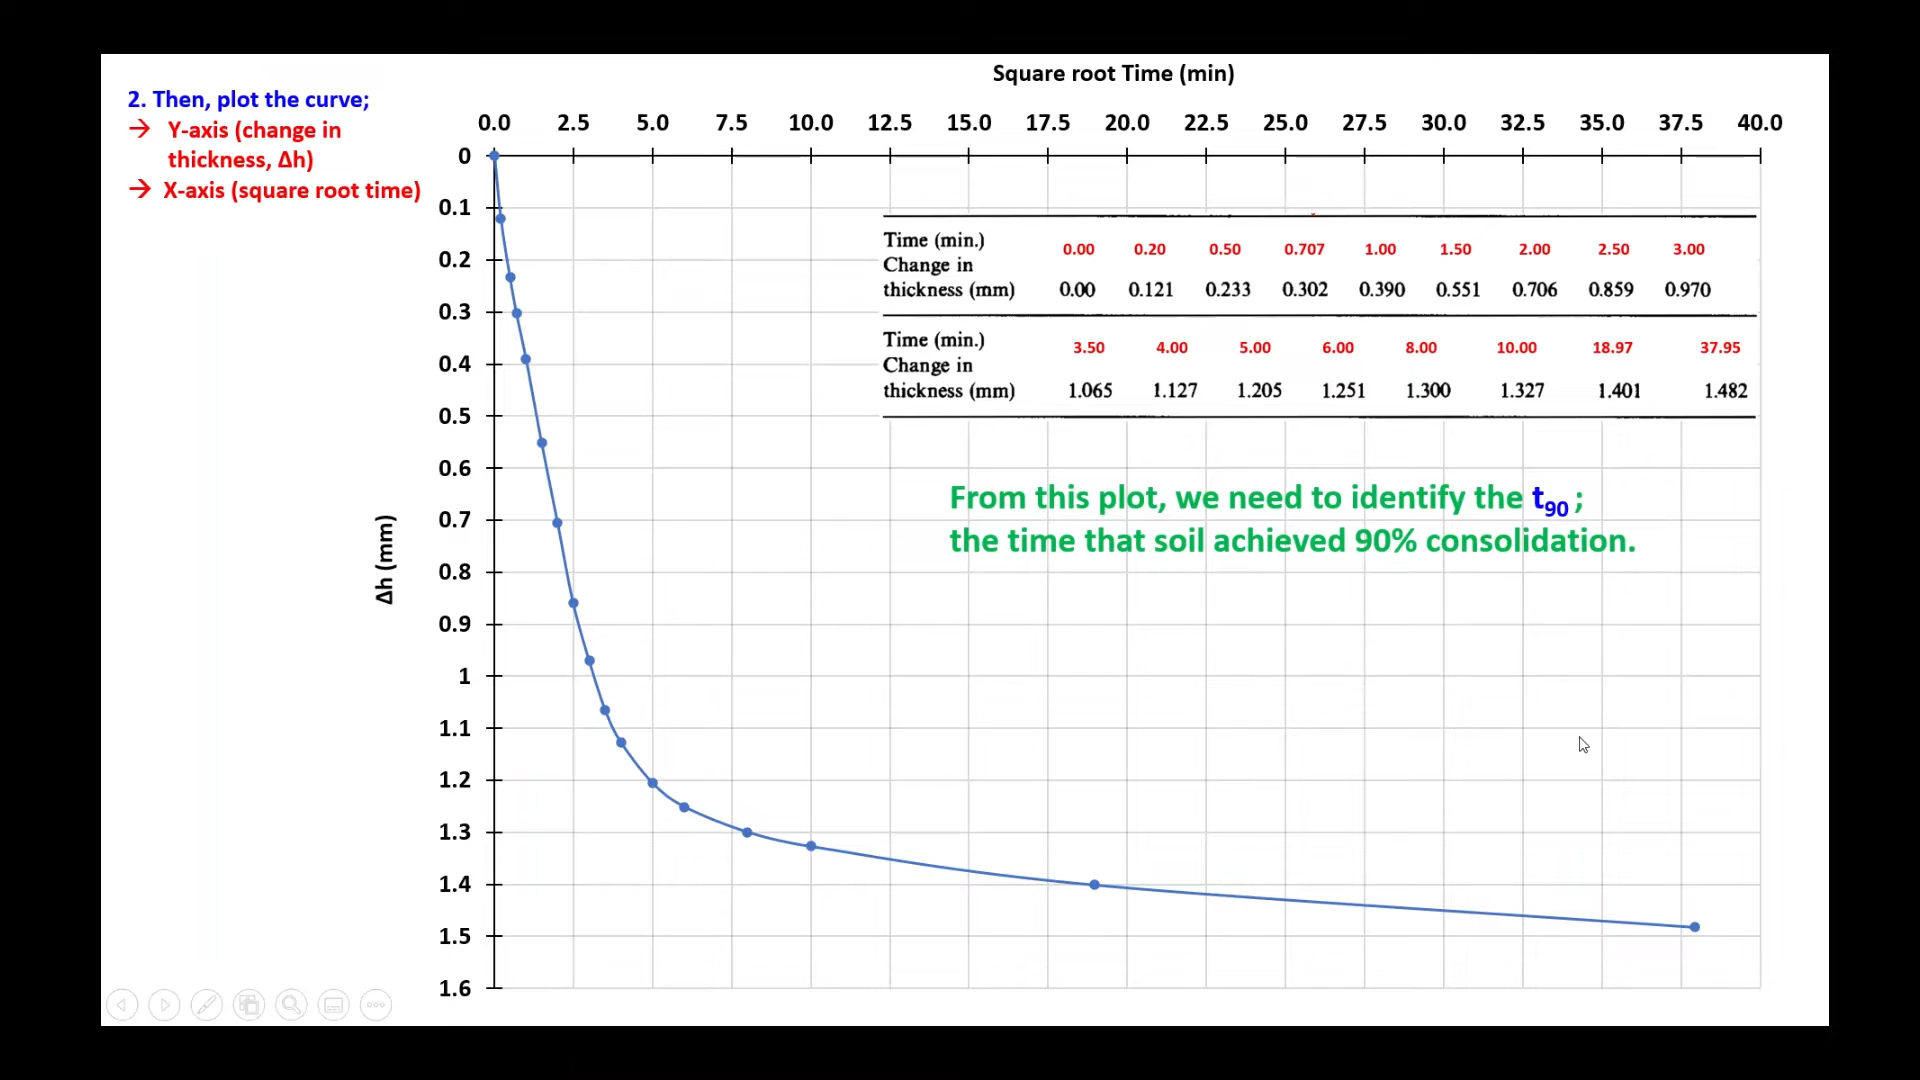 2. Then, plot the curve;
→ Y-axis (change in
thickness, Δh)
→ X-axis (square root time)
Square root Time (min)
0.0 2.5 5.0 7.5 10.0 12.5 15.0 17.5 20.0 22.5 25.0 27.5 30.0 32.5 35.0 37.5 40.0
0
0.1
0.2
0.3
0.4
0.5
0.6
0.7
0.8
0.9
1
1.1
1.2
1.3
1.4
1.5
1.6
Δh (mm)
Time (min.) 0.00 0.20 0.50 0.707 1.00 1.50 2.00 2.50 3.00
Change in
thickness (mm) 0.00 0.121 0.233 0.302 0.390 0.551 0.706 0.859 0.970
Time (min.) 3.50 4.00 5.00 6.00 8.00 10.00 18.97 37.95
Change in
thickness (mm) 1.065 1.127 1.205 1.251 1.300 1.327 1.401 1.482
From this plot, we need to identify the t90 ;
the time that soil achieved 90% consolidation.